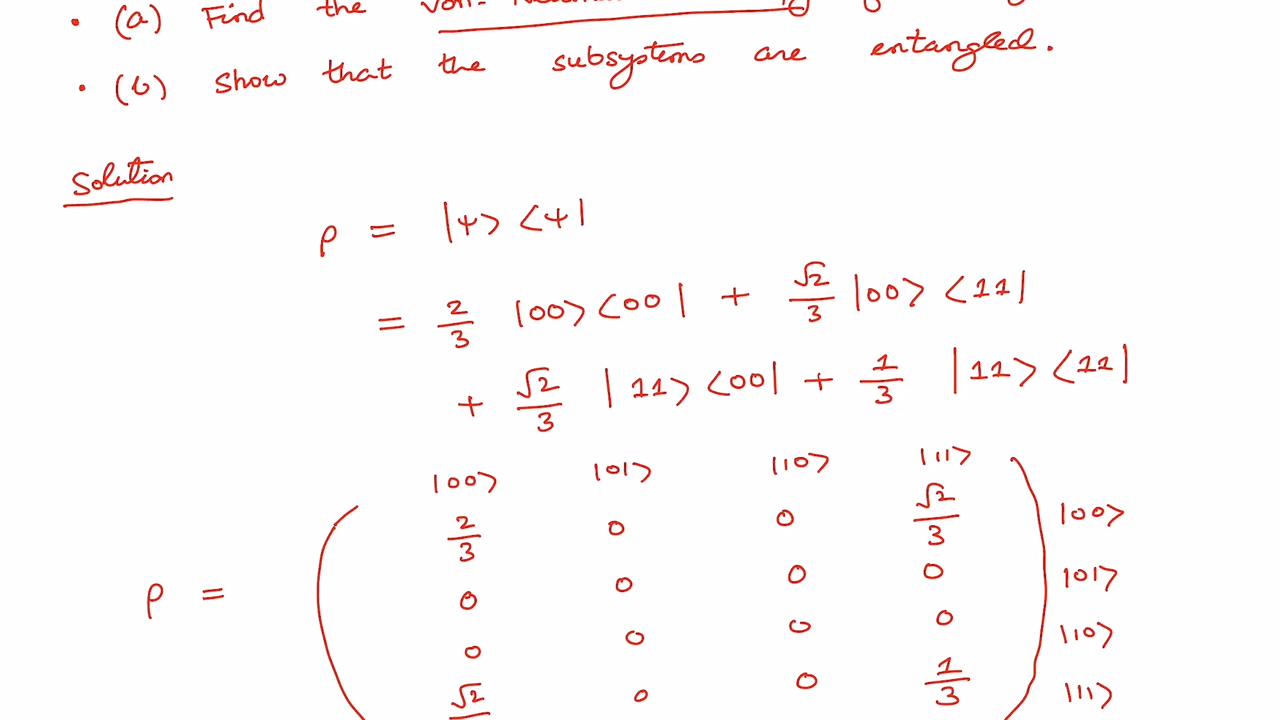 • (a) Find the Von-
• (b) Show that the subsystems are entangled.
Solution
ρ = |ψ> <ψ|
= 2/3 |00> <00| + √2/3 |00> <11|
+ √2/3 |11> <00| + 1/3 |11> <11|
|00> |01> |10> |11>
2/3 0 0 √2/3 |00>
ρ = 0 0 0 0 |01>
0 0 0 0 |10>
√2 0 0 1/3 |11>